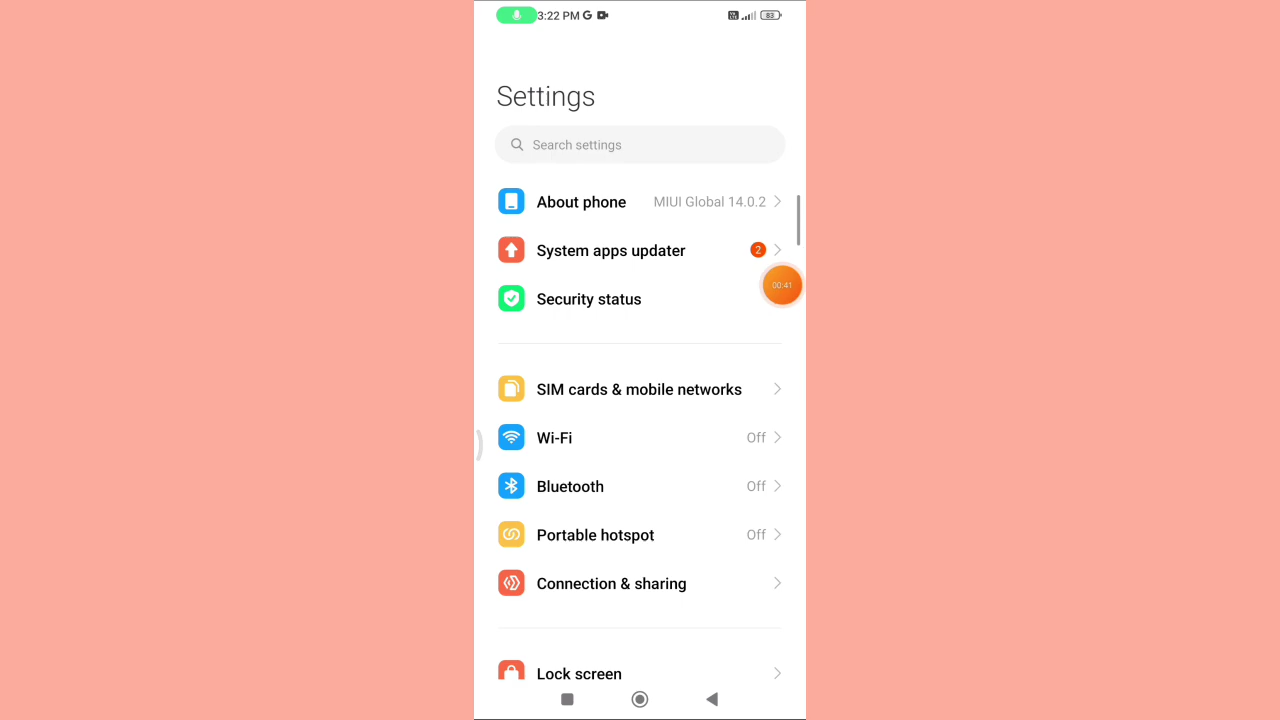 3:22 PM G 83
Settings
Search settings
About phone MIUI Global 14.0.2
System apps updater 2
00:41
Security status
SIM cards & mobile networks
Wi-Fi Off
Bluetooth Off
Portable hotspot Off
Connection & sharing
Lock screen